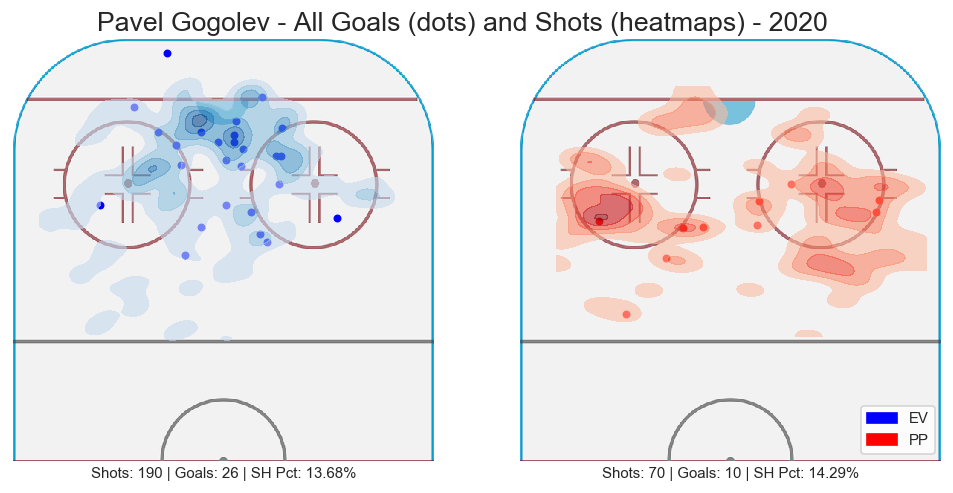 Pavel Gogolev - All Goals (dots) and Shots (heatmaps) - 2020
EV
PP
Shots: 190 | Goals: 26 | SH Pct: 13.68%
Shots: 70 | Goals: 10 | SH Pct: 14.29%